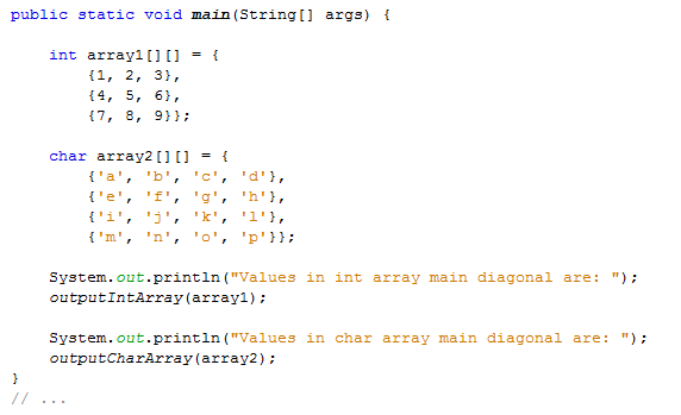 public static void main(String[] args) {
int array1[][] = {
{1, 2, 3},
{4, 5, 6},
{7, 8, 9}};
char array2[][] = {
{'a', 'b', 'c', 'd'},
{'e', 'f', 'g', 'h'},
{'i', 'j', 'k', 'l'},
{'m', 'n', 'o', 'p'}};
System.out.println("Values in int array main diagonal are: ");
outputIntArray(array1);
System.out.println("Values in char array main diagonal are: ");
outputCharArray(array2);
}
// ...